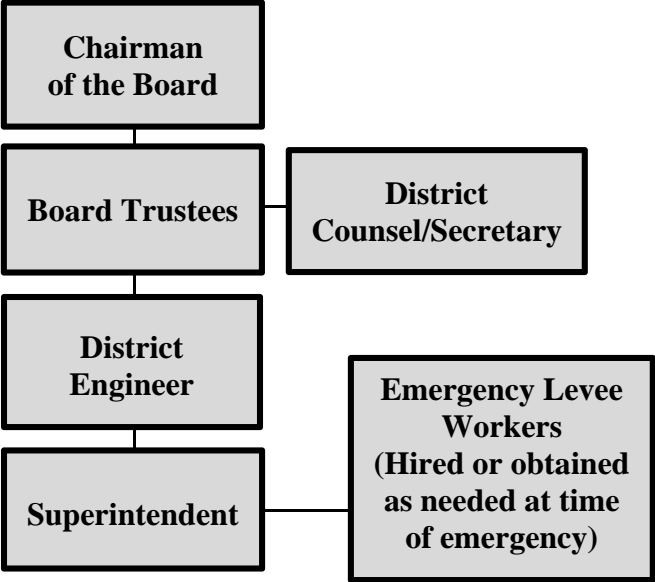 Chairman
of the Board
Board Trustees
District
Counsel/Secretary
District
Engineer
Superintendent
Emergency Levee
Workers
(Hired or obtained
as needed at time
of emergency)